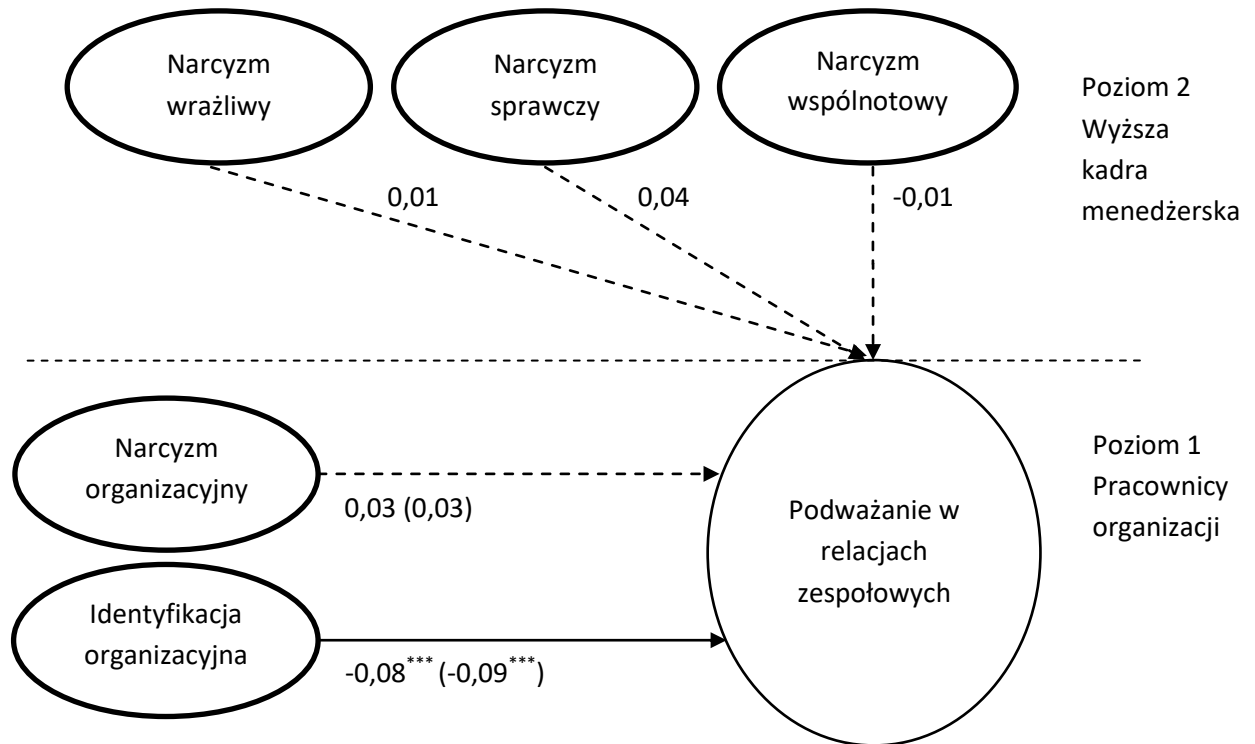 Narcyzm
wrażliwy
Narcyzm
sprawczy
Narcyzm
wspólnotowy
Poziom 2
Wyższa
kadra
menedżerska
0,01
0,04
-0,01
Narcyzm
organizacyjny
0,03 (0,03)
Identyfikacja
organizacyjna
-0,08*** (-0,09***)
Podważanie w
relacjach
zespołowych
Poziom 1
Pracownicy
organizacji